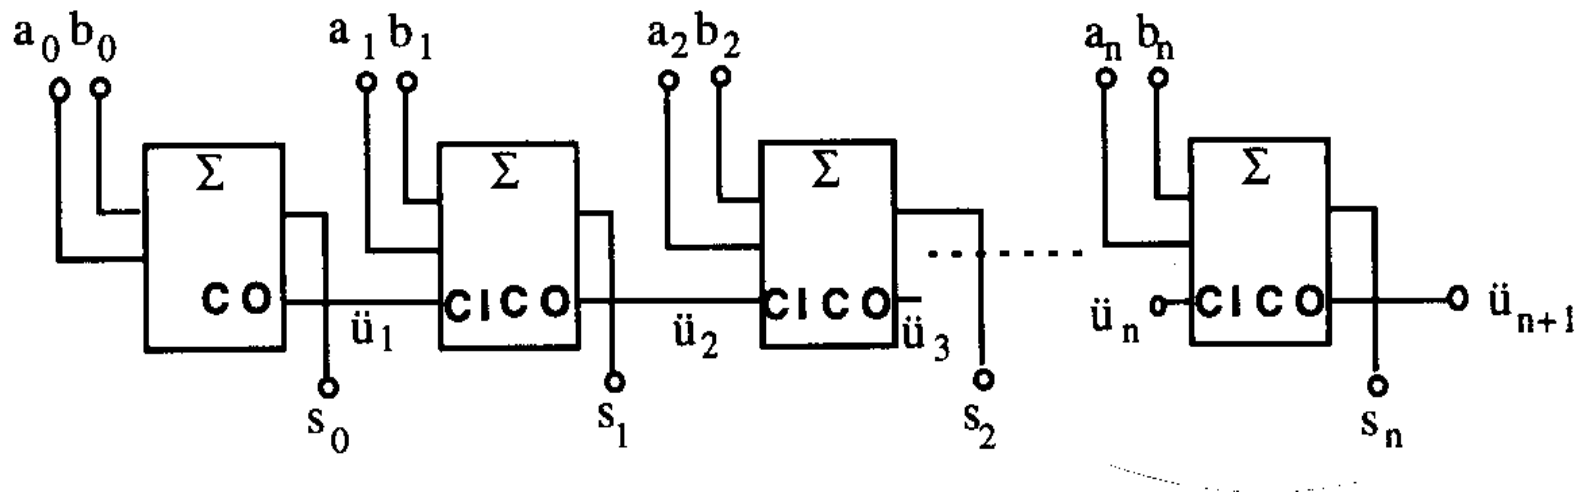 a0 b0 a1 b1 a2 b2 an bn
Σ Σ Σ Σ
CO CI CO CI CO CI CO
ü1 ü2 ü3 ün ün+1
s0 s1 s2 sn